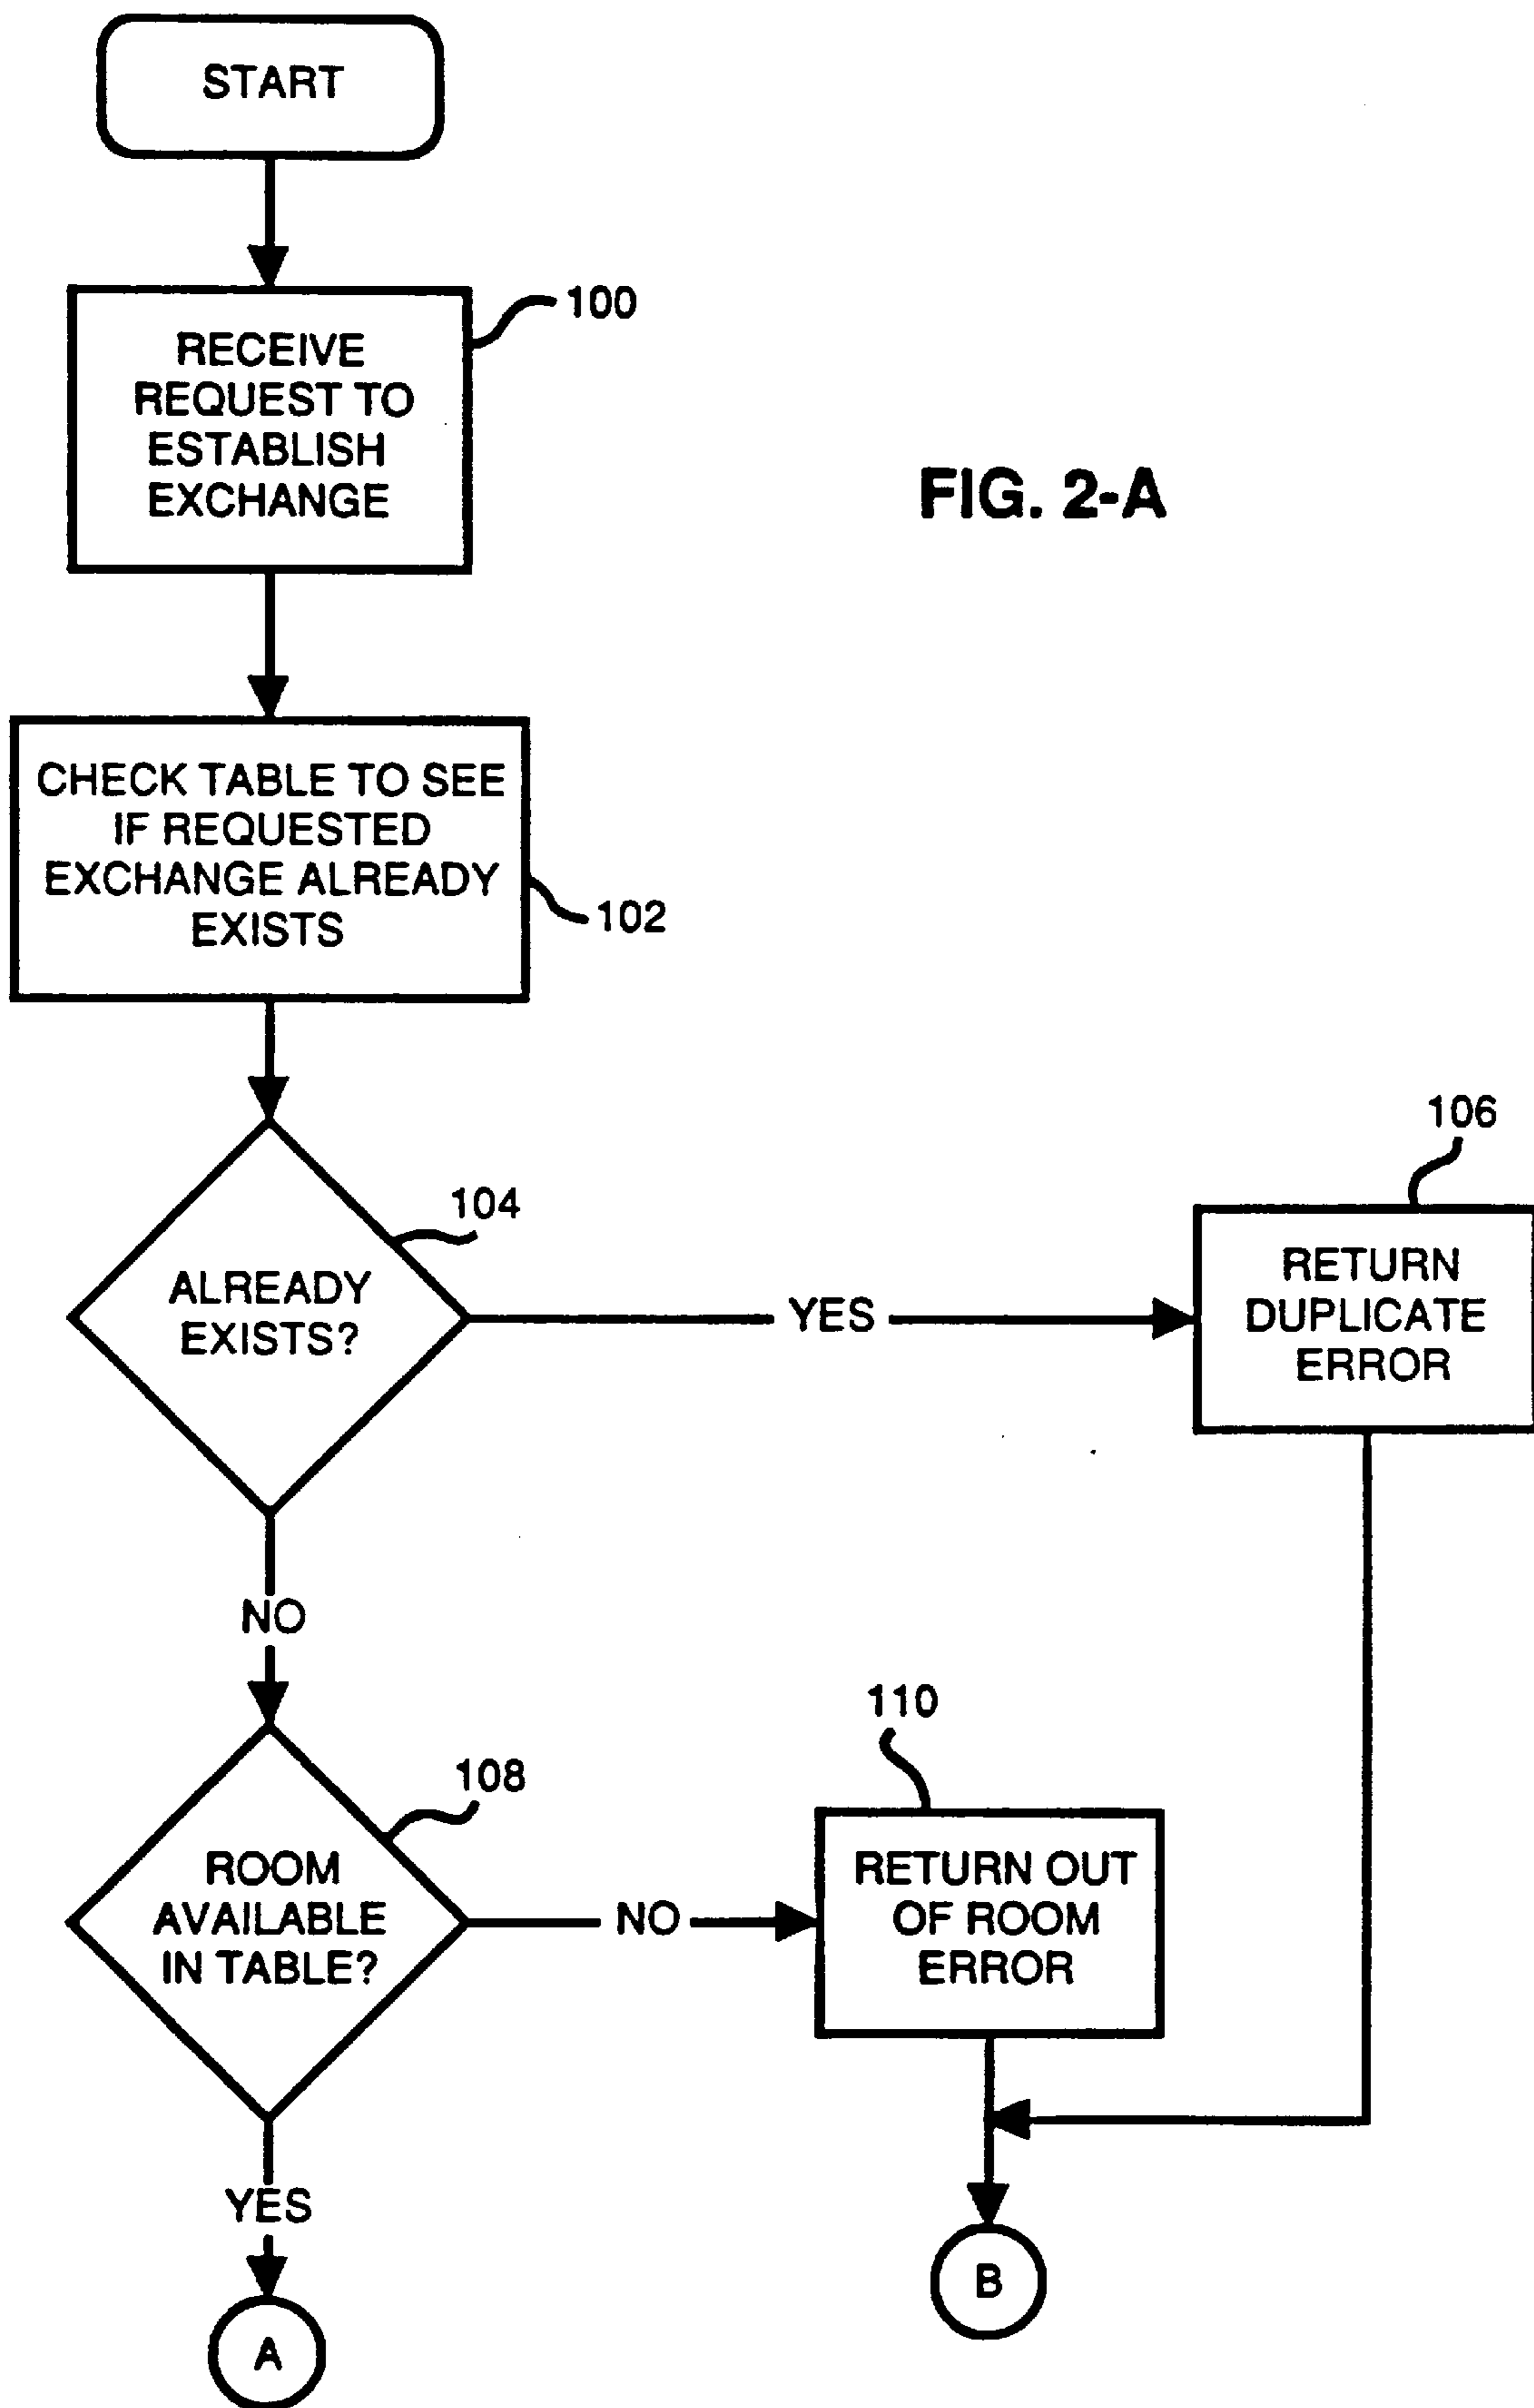 START
100
RECEIVE
REQUEST TO
ESTABLISH
EXCHANGE
FIG. 2-A
CHECK TABLE TO SEE
IF REQUESTED
EXCHANGE ALREADY
EXISTS
102
104
ALREADY
EXISTS?
YES
106
RETURN
DUPLICATE
ERROR
NO
108
ROOM
AVAILABLE
IN TABLE?
NO
110
RETURN OUT
OF ROOM
ERROR
YES
A
B